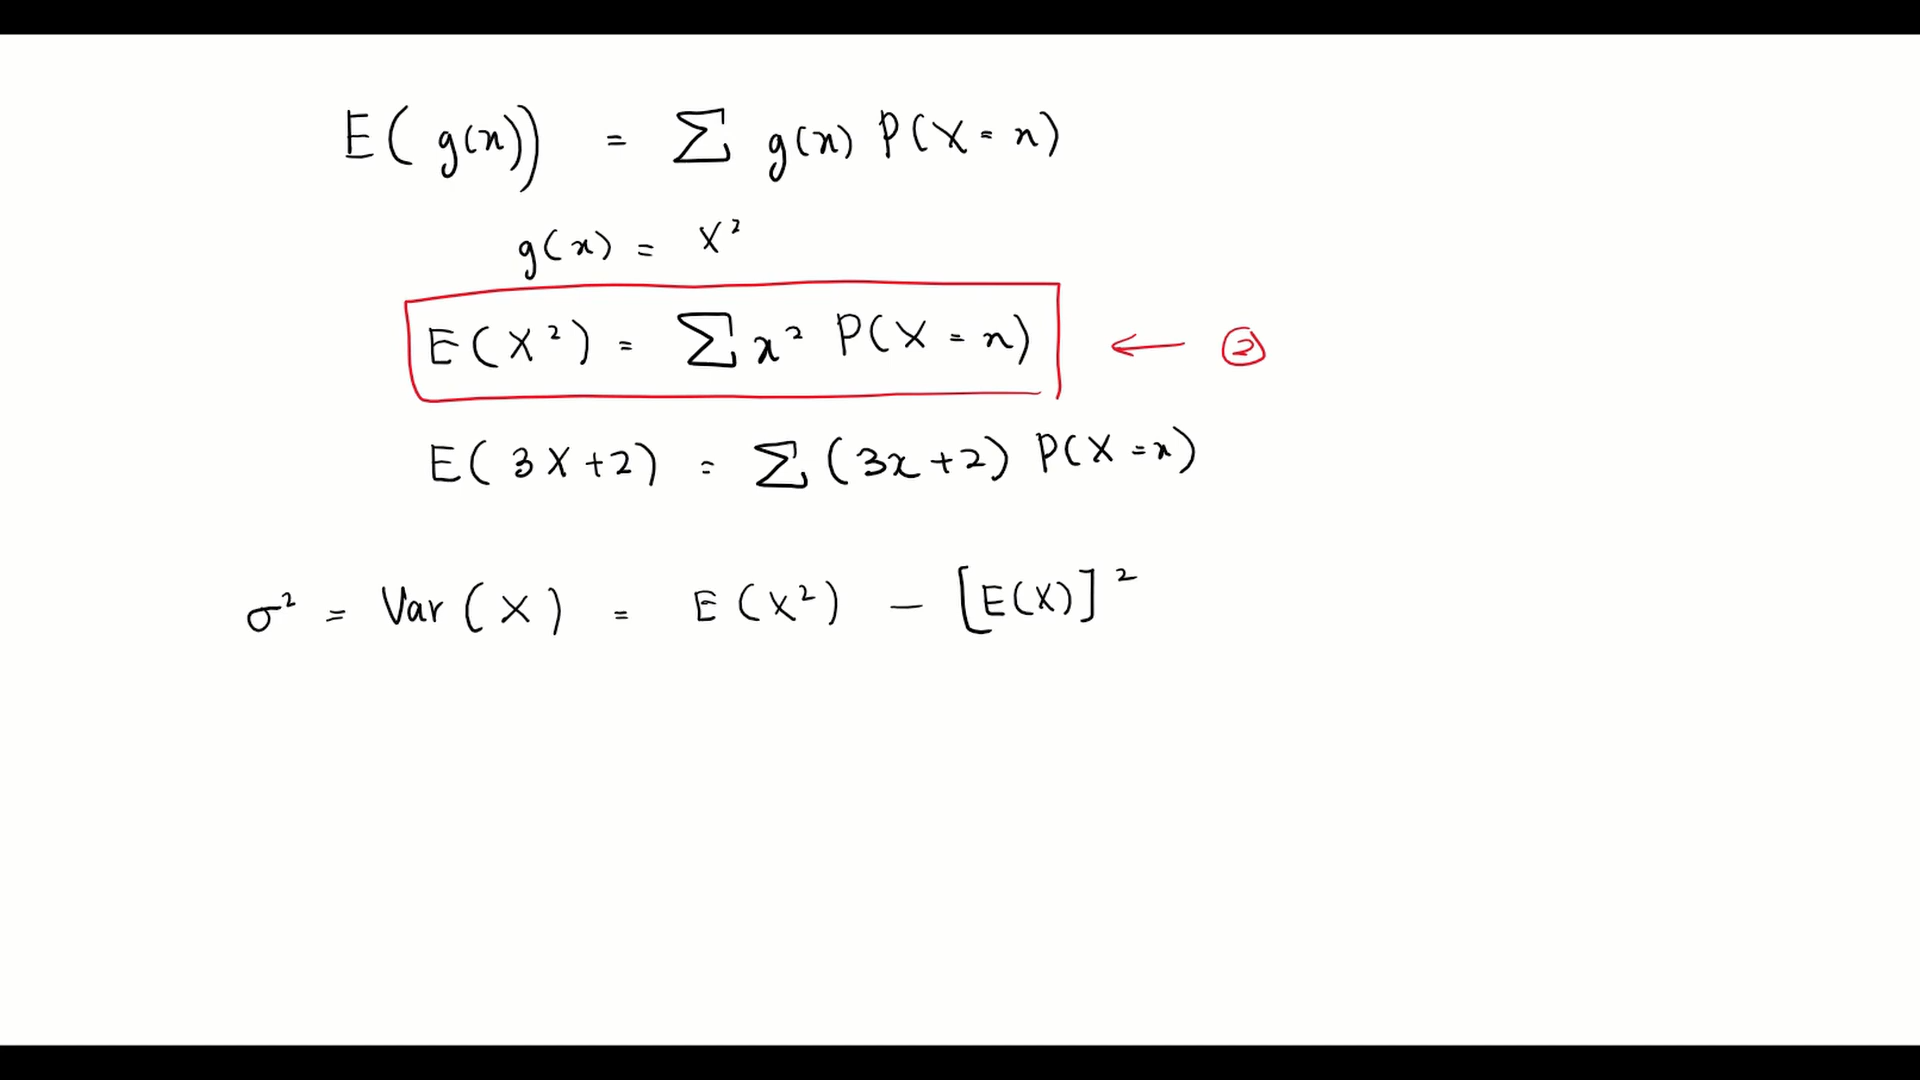 E( g(x)) = Σ g(x) P(X = x)
g(x) = X²
E(X²) = Σ x² P(X = x) ← ②
E( 3X+2) = Σ (3x+2) P(X = x)
σ² = Var(X) = E(X²) − [E(X)]²